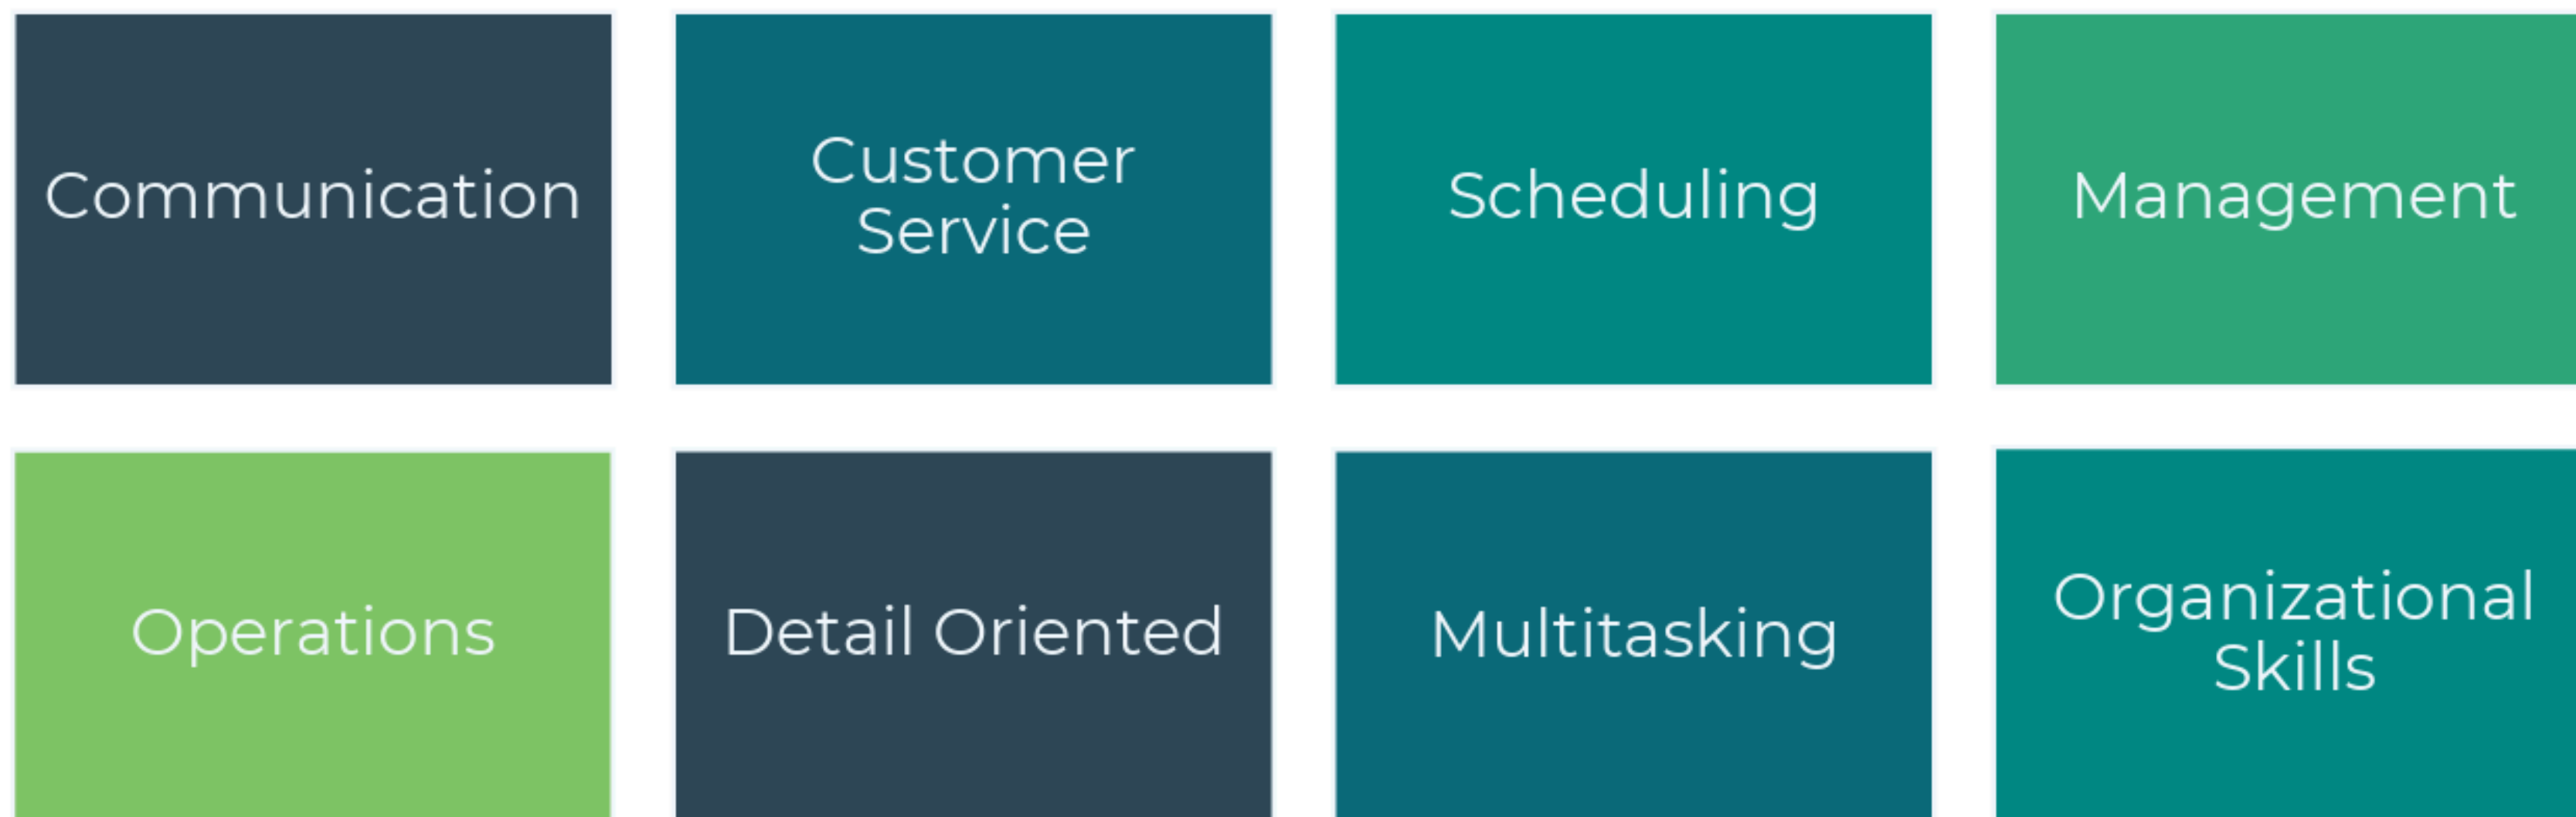 Communication
Customer
Service
Scheduling
Management
Operations
Detail Oriented
Multitasking
Organizational
Skills